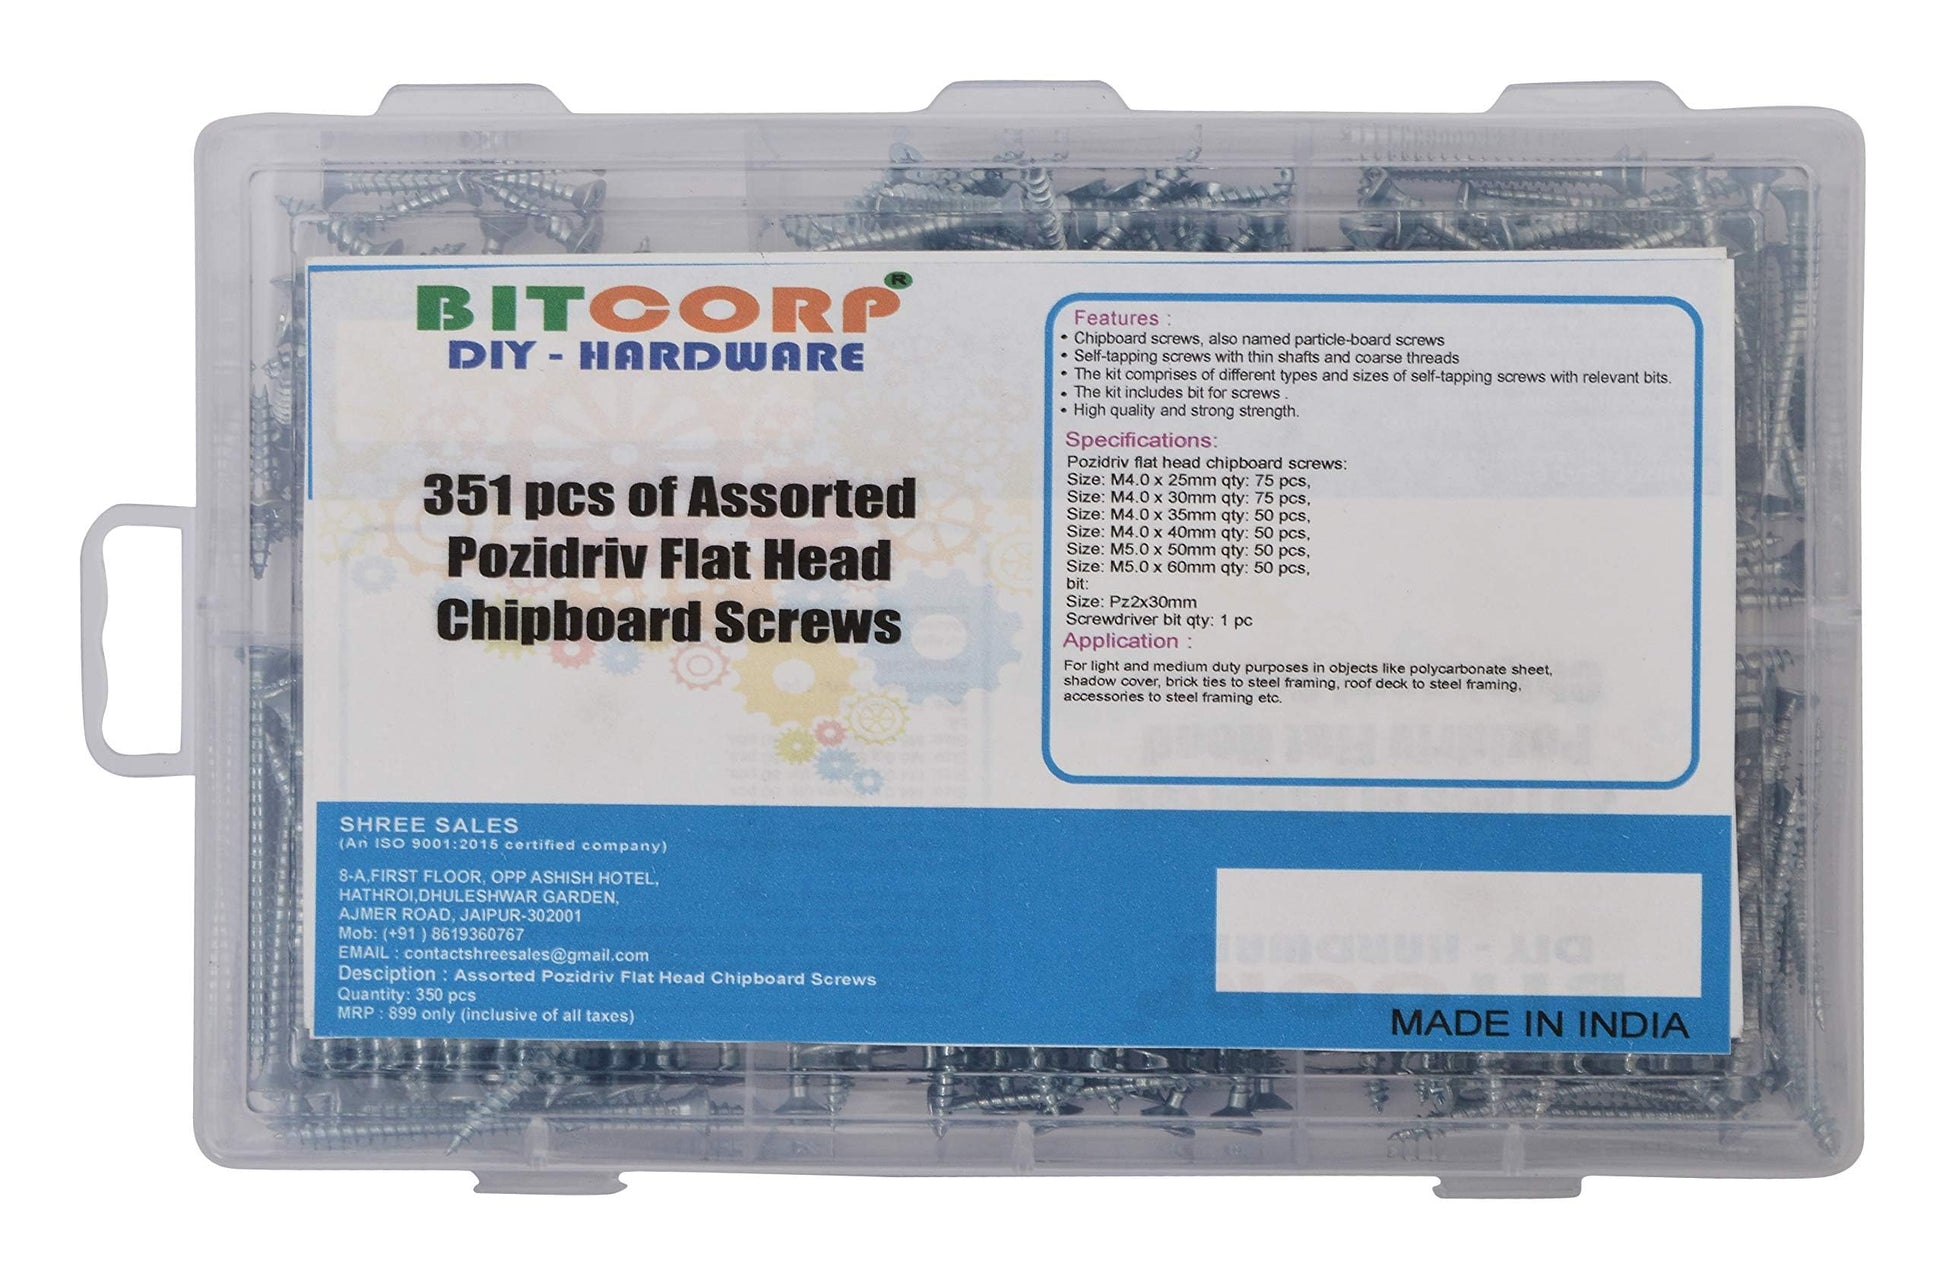 BITCORP®
DIY - HARDWARE
351 pcs of Assorted
Pozidriv Flat Head
Chipboard Screws
Features :
• Chipboard screws, also named particle-board screws
• Self-tapping screws with thin shafts and coarse threads
• The kit comprises of different types and sizes of self-tapping screws with relevant bits.
• The kit includes bit for screws .
• High quality and strong strength.
Specifications:
Pozidriv flat head chipboard screws:
Size: M4.0 x 25mm qty: 75 pcs,
Size: M4.0 x 30mm qty: 75 pcs,
Size: M4.0 x 35mm qty: 50 pcs,
Size: M4.0 x 40mm qty: 50 pcs,
Size: M5.0 x 50mm qty: 50 pcs,
Size: M5.0 x 60mm qty: 50 pcs,
bit:
Size: Pz2x30mm
Screwdriver bit qty: 1 pc
Application :
For light and medium duty purposes in objects like polycarbonate sheet,
shadow cover, brick ties to steel framing, roof deck to steel framing,
accessories to steel framing etc.
SHREE SALES
(An ISO 9001:2015 certified company)
8-A,FIRST FLOOR, OPP ASHISH HOTEL,
HATHROI,DHULESHWAR GARDEN,
AJMER ROAD, JAIPUR-302001
Mob: (+91 ) 8619360767
EMAIL : contactshreesales@gmail.com
Desciption : Assorted Pozidriv Flat Head Chipboard Screws
Quantity: 350 pcs
MRP : 899 only (inclusive of all taxes)
MADE IN INDIA